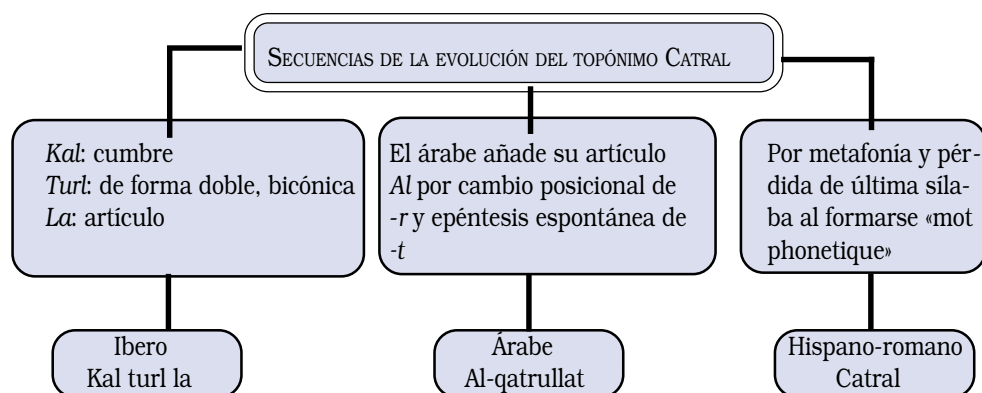 SECUENCIAS DE LA EVOLUCIÓN DEL TOPÓNIMO CATRAL
Kal: cumbre
Turl: de forma doble, bicónica
La: artículo
El árabe añade su artículo
Al por cambio posicional de
-r y epéntesis espontánea de
-t
Por metafonía y pér-
dida de última síla-
ba al formarse «mot
phonetique»
Ibero
Kal turl la
Árabe
Al-qatrullat
Hispano-romano
Catral